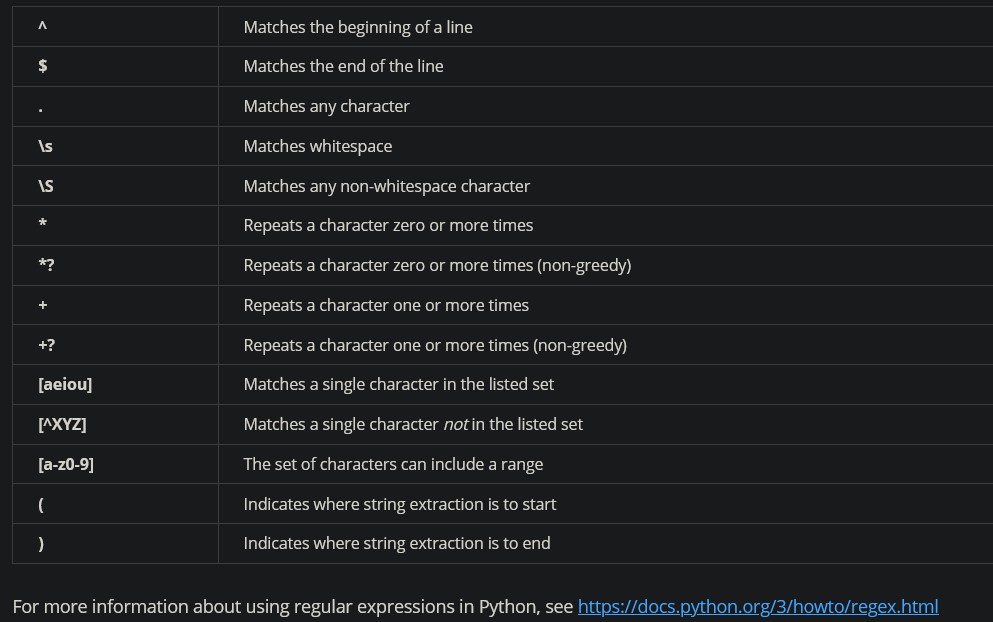 ^ Matches the beginning of a line
$ Matches the end of the line
. Matches any character
\s Matches whitespace
\S Matches any non-whitespace character
* Repeats a character zero or more times
*? Repeats a character zero or more times (non-greedy)
+ Repeats a character one or more times
+? Repeats a character one or more times (non-greedy)
[aeiou] Matches a single character in the listed set
[^XYZ] Matches a single character not in the listed set
[a-z0-9] The set of characters can include a range
( Indicates where string extraction is to start
) Indicates where string extraction is to end
For more information about using regular expressions in Python, see https://docs.python.org/3/howto/regex.html